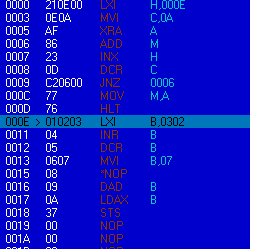 0000 210E00 LXI H,000E
0003 0E0A MVI C,0A
0005 AF XRA A
0006 86 ADD M
0007 23 INX H
0008 0D DCR C
0009 C20600 JNZ 0006
000C 77 MOV M,A
000D 76 HLT
000E > 010203 LXI B,0302
0011 04 INR B
0012 05 DCR B
0013 0607 MVI B,07
0015 08 *NOP
0016 09 DAD B
0017 0A LDAX B
0018 37 STS
0019 00 NOP
001A 00 NOP